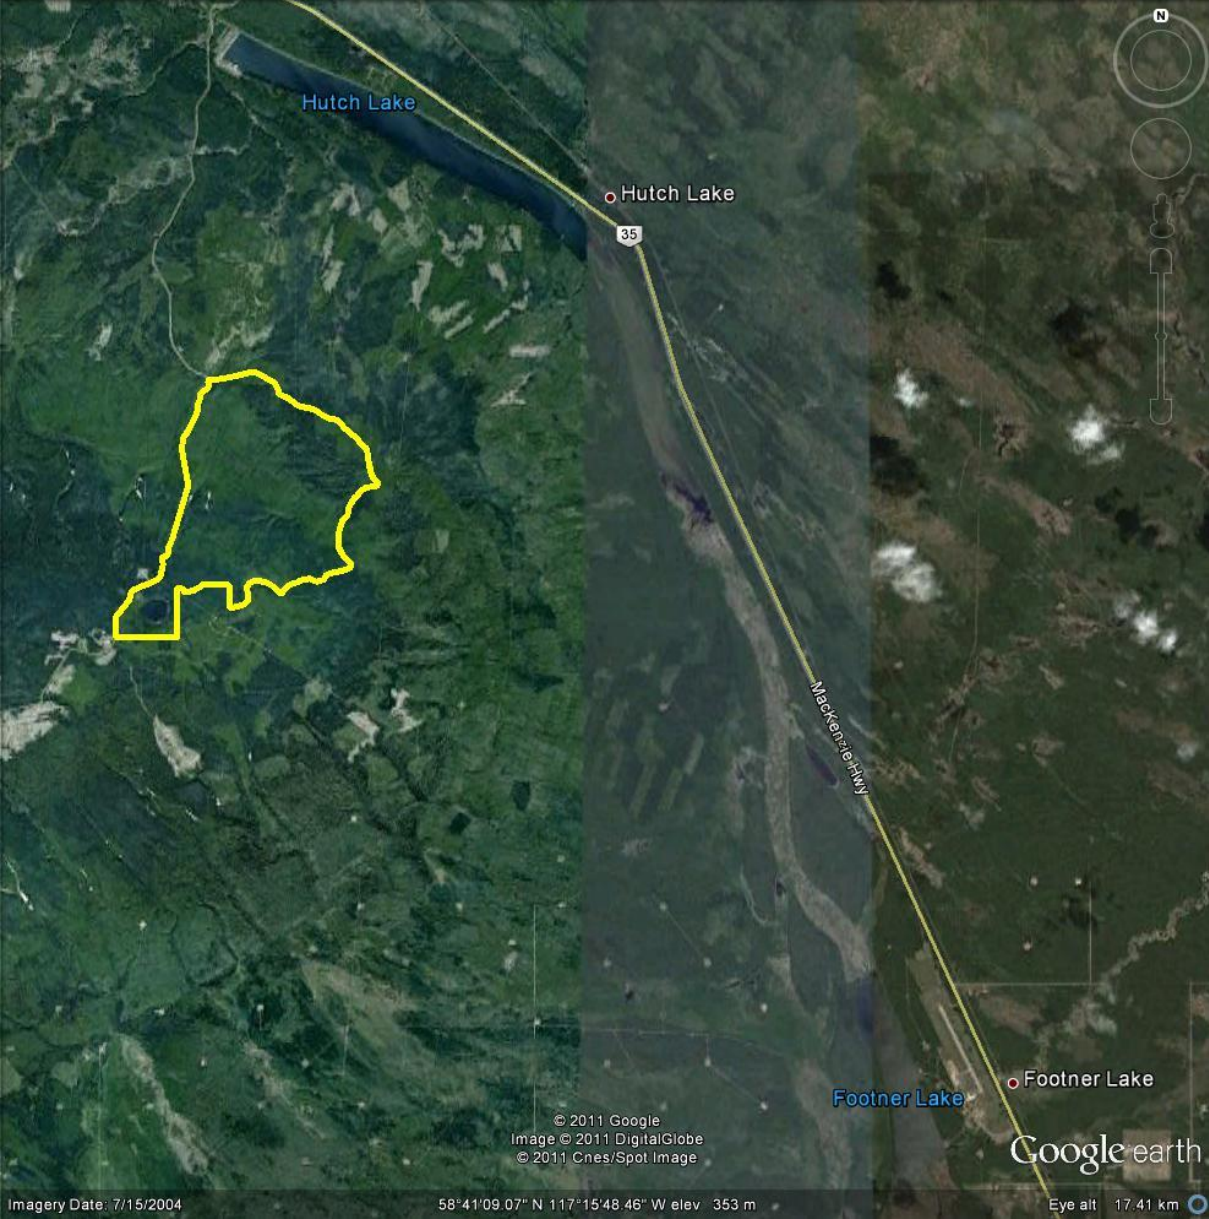 N
Hutch Lake
Hutch Lake
35
MacKenzie Hwy
Footner Lake
Footner Lake
© 2011 Google
Image © 2011 DigitalGlobe
© 2011 Cnes/Spot Image
Google earth
Imagery Date: 7/15/2004
58°41'09.07" N 117°15'48.46" W elev 353 m
Eye alt 17.41 km